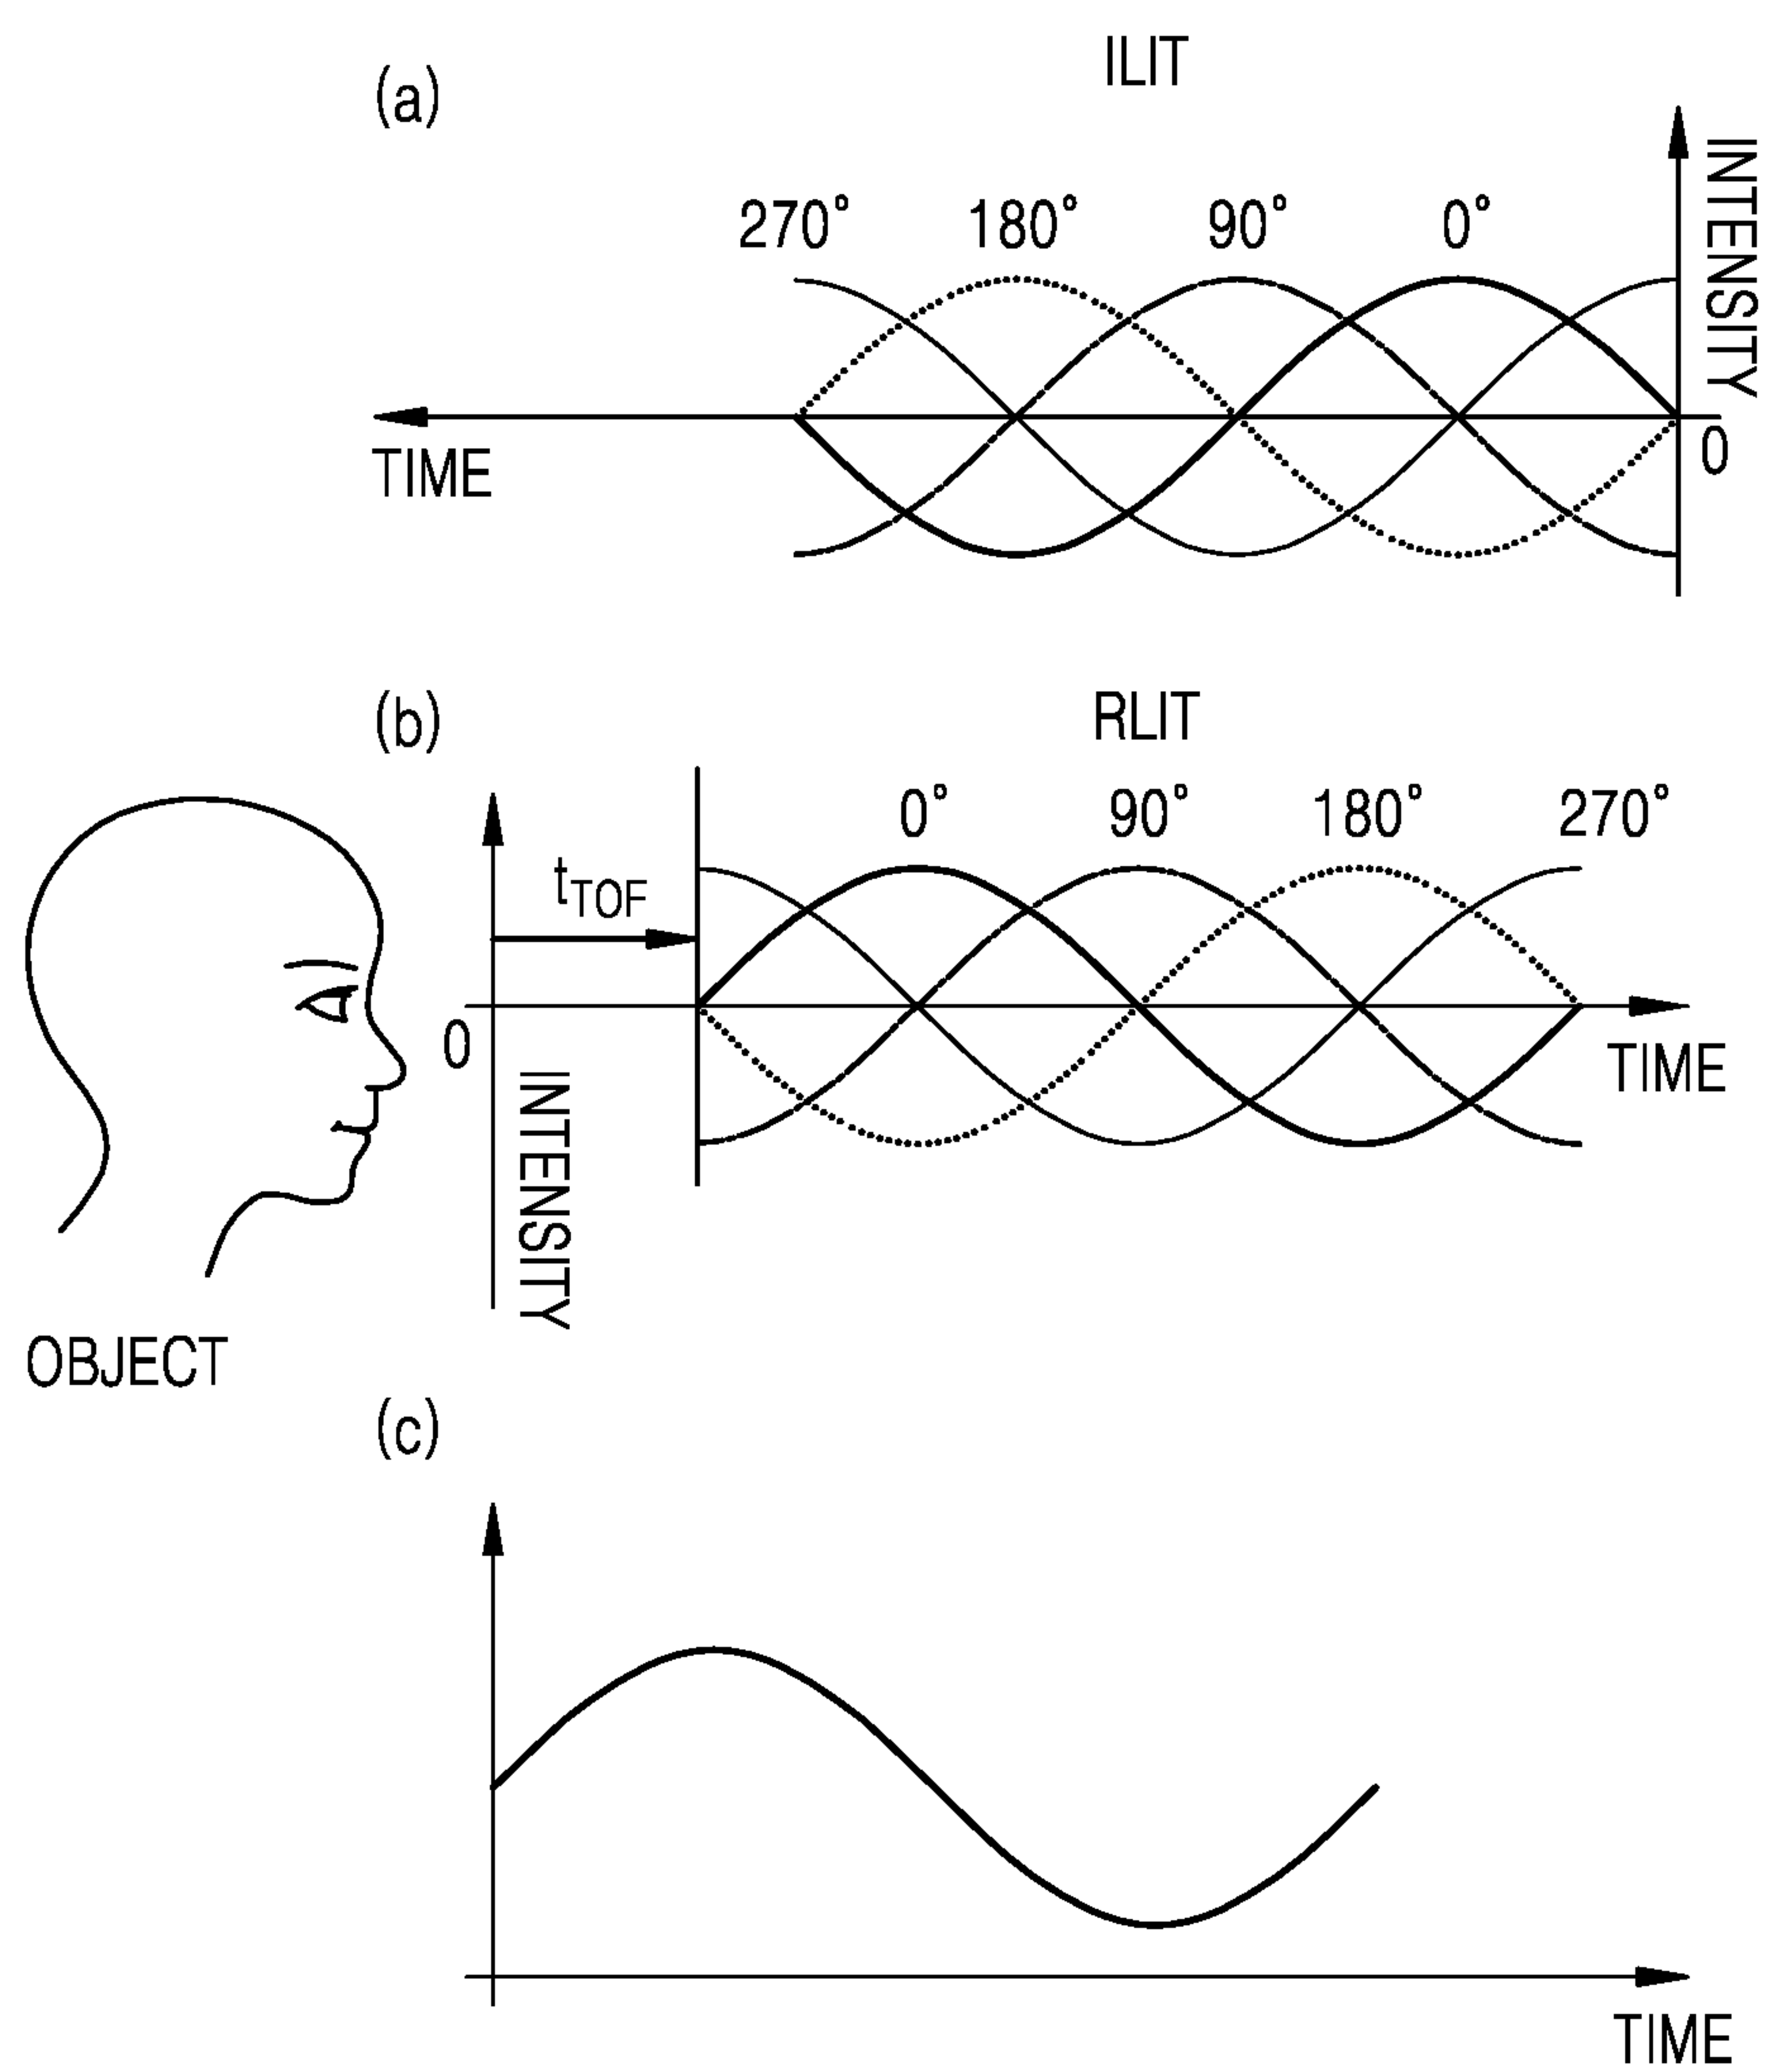 (a)
ILIT
INTENSITY
270° 180° 90° 0°
TIME
0
(b)
RLIT
0° 90° 180° 270°
tTOF
0
TIME
INTENSITY
OBJECT
(c)
TIME